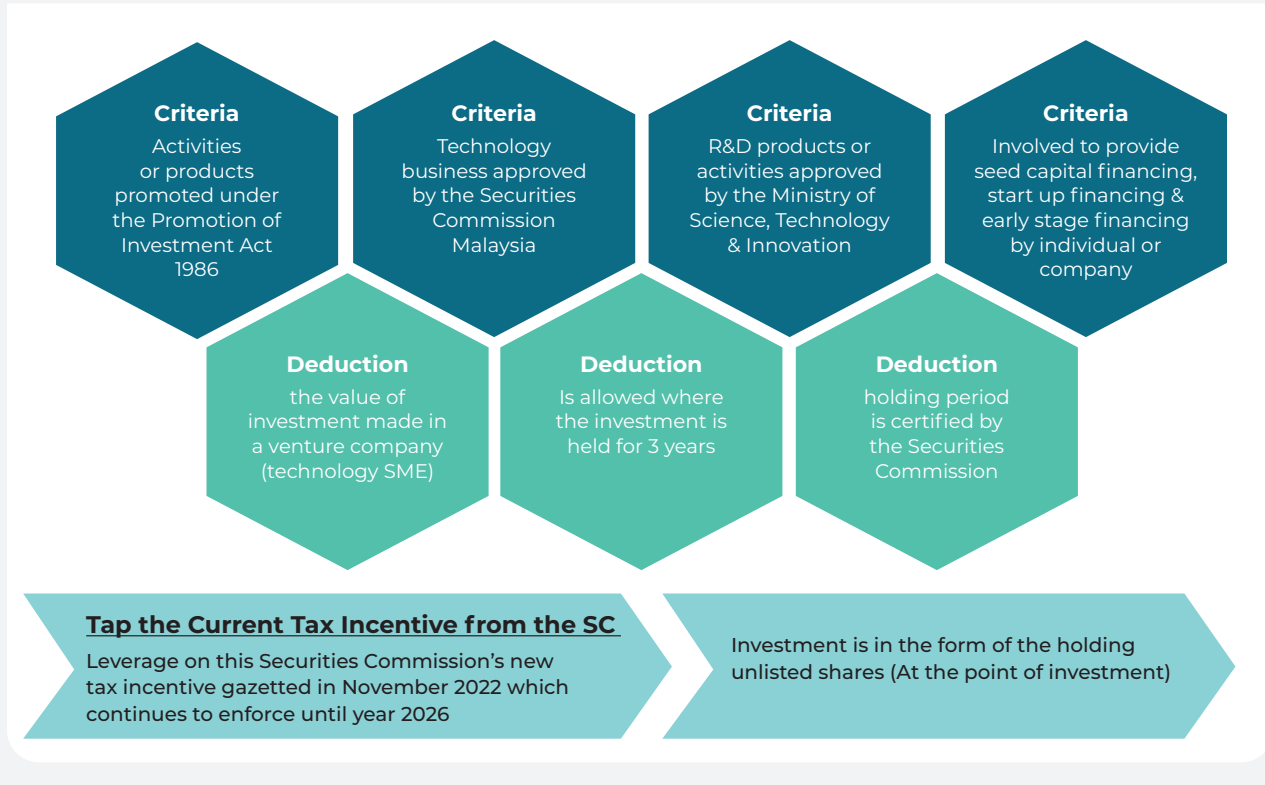 Criteria
Activities
or products
promoted under
the Promotion of
Investment Act
1986
Criteria
Technology
business approved
by the Securities
Commission
Malaysia
Criteria
R&D products or
activities approved
by the Ministry of
Science, Technology
& Innovation
Criteria
Involved to provide
seed capital financing,
start up financing &
early stage financing
by individual or
company
Deduction
the value of
investment made in
a venture company
(technology SME)
Deduction
Is allowed where
the investment is
held for 3 years
Deduction
holding period
is certified by
the Securities
Commission
Tap the Current Tax Incentive from the SC
Leverage on this Securities Commission’s new
tax incentive gazetted in November 2022 which
continues to enforce until year 2026
Investment is in the form of the holding
unlisted shares (At the point of investment)